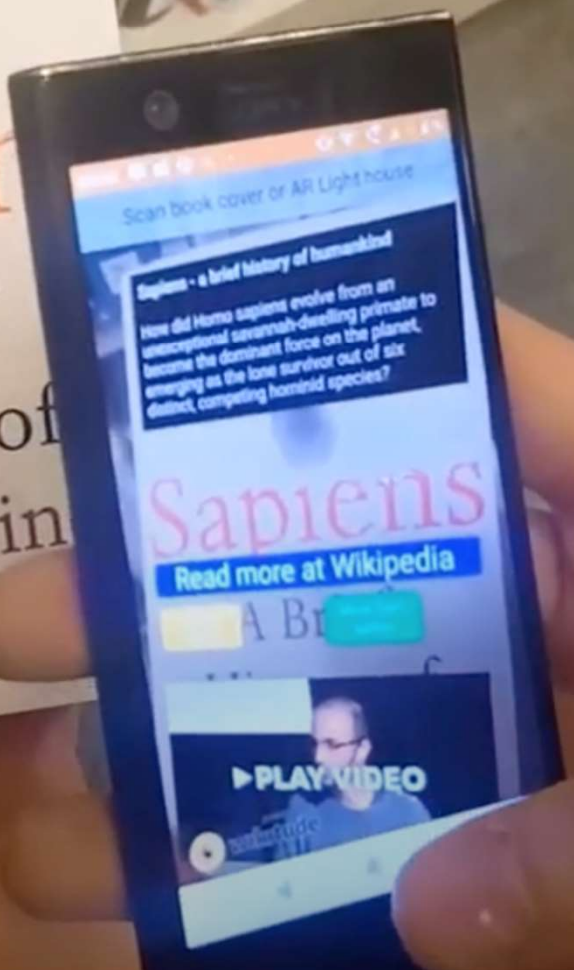 Scan book cover or AR Light house
Sapiens - a brief history of humankind
How did Homo sapiens evolve from an
unexceptional savannah-dwelling primate to
become the dominant force on the planet,
emerging as the lone survivor out of six
distinct, competing hominid species?
of
Sapiens
in
Read more at Wikipedia
A Br
f
PLAY VIDEO
wikitude